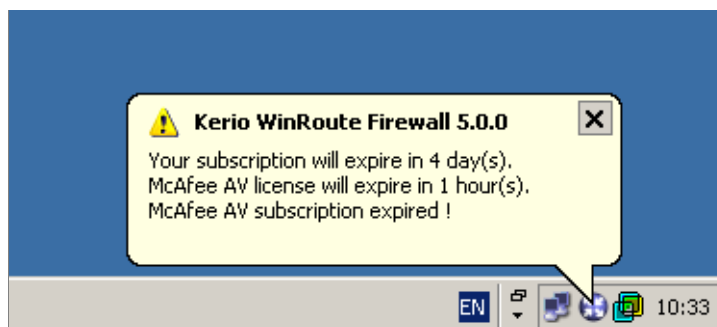 Kerio WinRoute Firewall 5.0.0
Your subscription will expire in 4 day(s).
McAfee AV license will expire in 1 hour(s).
McAfee AV subscription expired !
EN
10:33